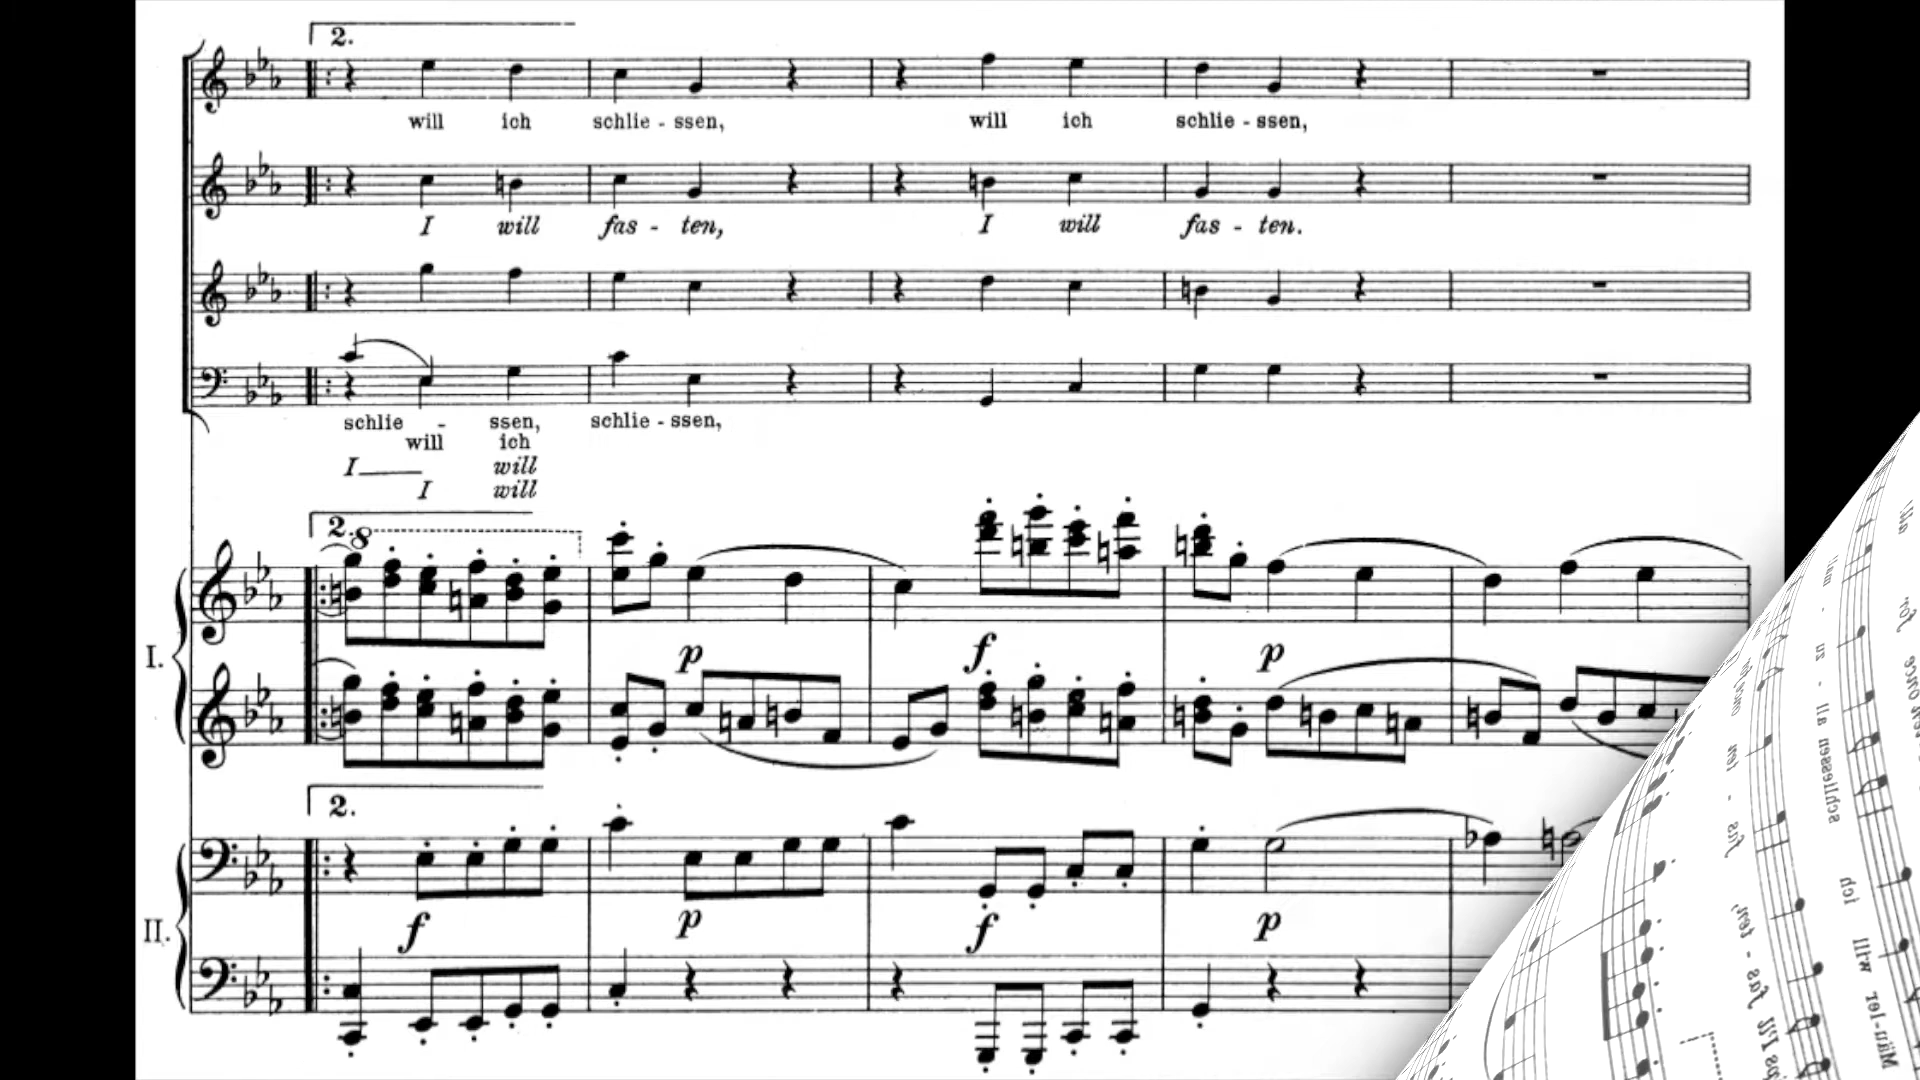 2.
will ich schlie - ssen, will ich schlie - ssen,
I will fas - ten, I will fas - ten.
schlie - ssen, schlie - ssen,
will ich
I will
I will
2. 8
I.
p f p
2.
II.
f p f p